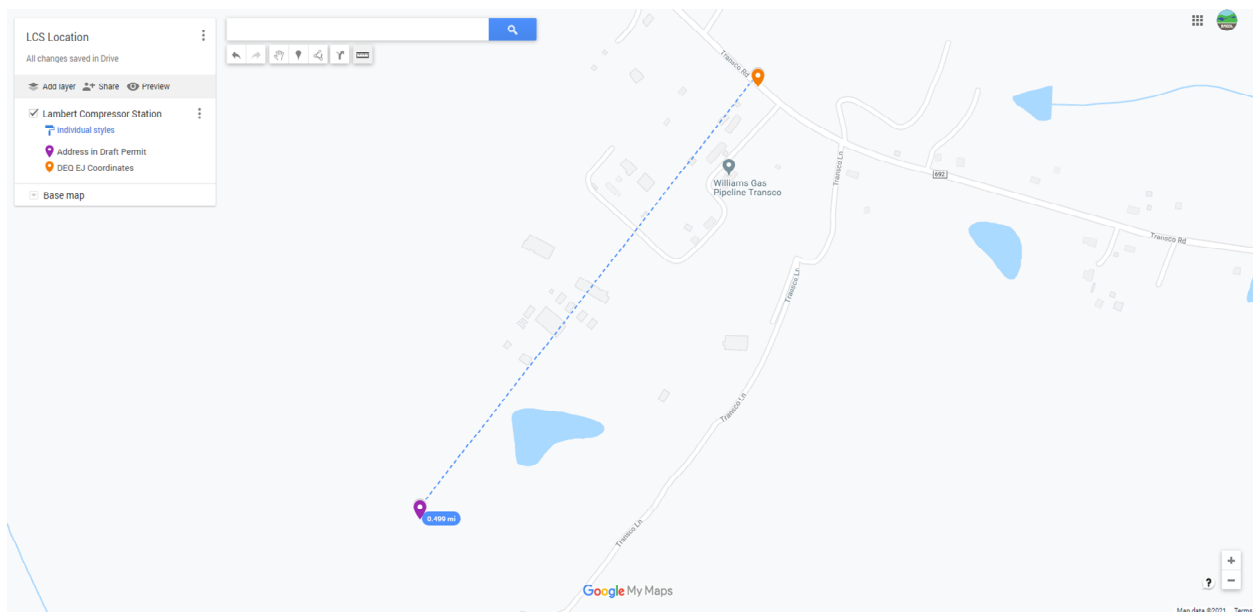 LCS Location
All changes saved in Drive
Add layer
Share
Preview
Lambert Compressor Station
Individual styles
Address in Draft Permit
DEQ EJ Coordinates
Base map
Transco Rd
Williams Gas
Pipeline Transco
Transco Ln
692
Transco Rd
Transco Ln
Transco Ln
0.499 mi
Transco Ln
Google My Maps
+
?
−
Map data ©2021
Terms